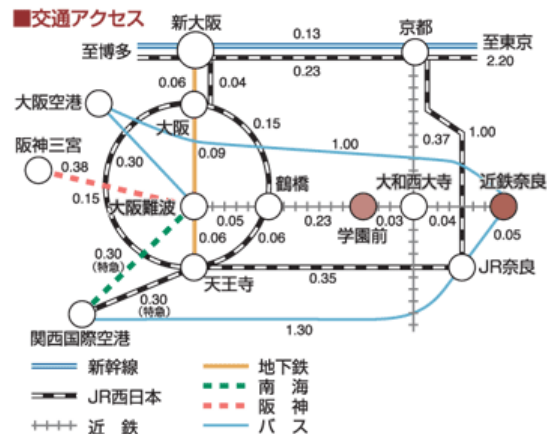 ■交通アクセス
新大阪
0.13
京都
至博多
至東京
0.23
2.20
0.06
0.04
大阪空港
大阪
0.15
0.37
1.00
阪神三宮
0.30
0.09
1.00
0.38
鶴橋
大和西大寺
近鉄奈良
0.15
大阪難波
0.05
0.23
0.03
0.04
学園前
0.06
0.06
0.05
0.30
(特急)
天王寺
0.35
JR奈良
0.30
(特急)
1.30
関西国際空港
新幹線
地下鉄
JR西日本
南海
阪神
近鉄
バス